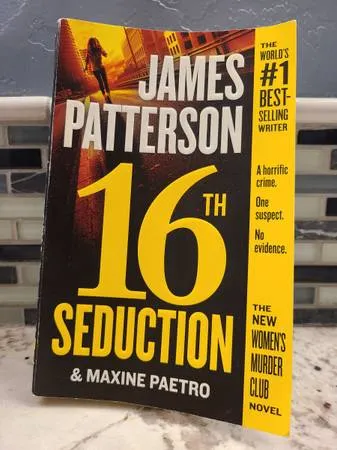 JAMES
PATTERSON
16TH
SEDUCTION
& MAXINE PAETRO
THE
WORLD'S
#1
BEST-
SELLING
WRITER
A horrific
crime.
One
suspect.
No
evidence.
THE
NEW
WOMEN'S
MURDER
CLUB
NOVEL